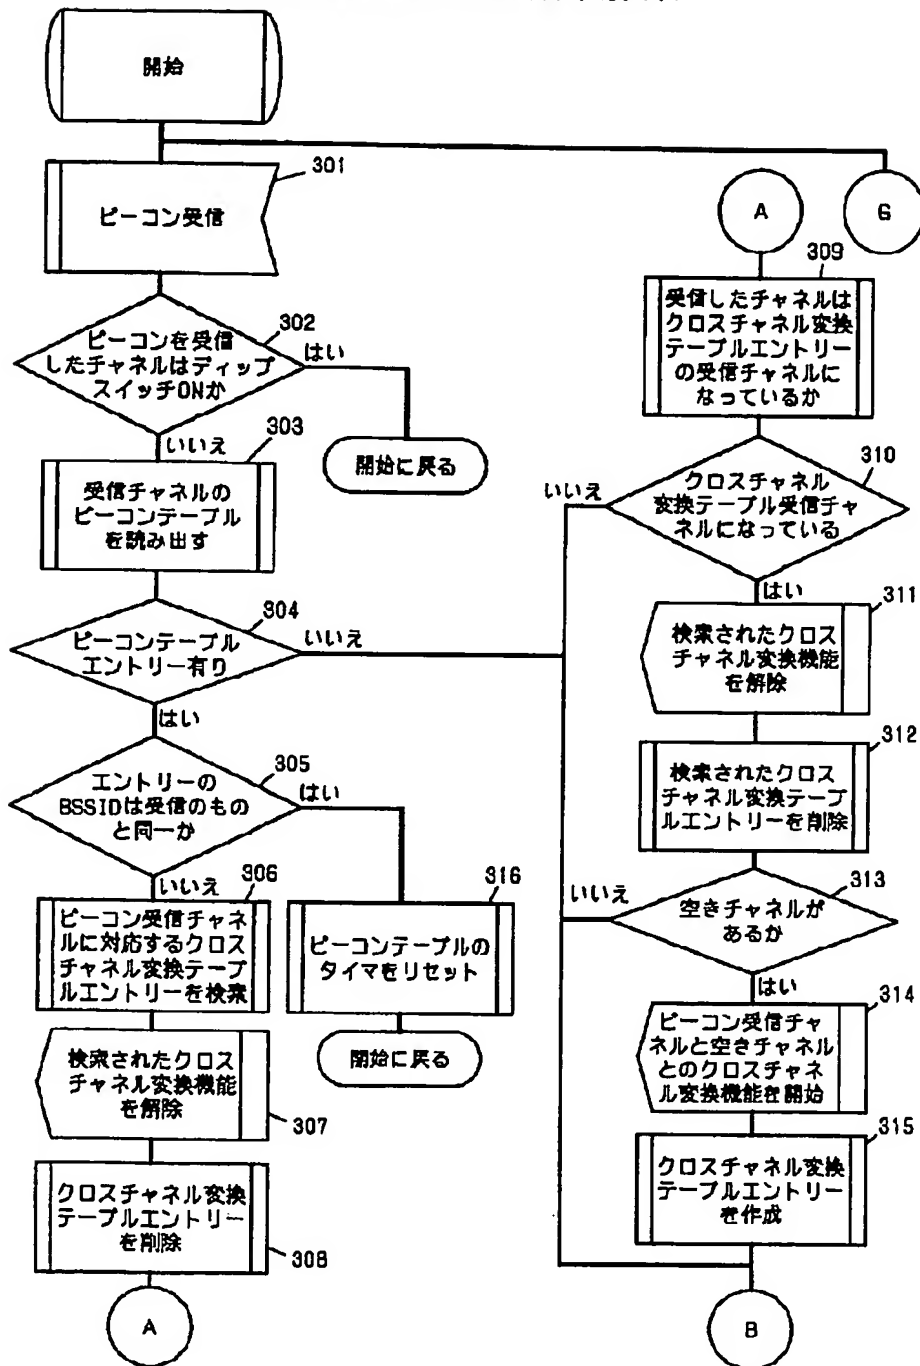 開始
301
ビーコン受信
302
ビーコンを受信
したチャネルはディップ
スイッチONか
はい
開始に戻る
いいえ
303
受信チャネルの
ビーコンテーブル
を読み出す
304
ビーコンテーブル
エントリー有り
いいえ
はい
305
エントリーの
BSSIDは受信のもの
と同一か
はい
いいえ
306
ビーコン受信チャネ
ルに対応するクロス
チャネル変換テーブ
ルエントリーを検索
316
ビーコンテーブルの
タイマをリセット
開始に戻る
検索されたクロス
チャネル変換機能
を解除
307
クロスチャネル変換
テーブルエントリー
を削除
308
A
A
G
309
受信したチャネルは
クロスチャネル変換
テーブルエントリー
の受信チャネルに
なっているか
310
いいえ
クロスチャネル
変換テーブル受信チャ
ネルになっている
はい
311
検索されたクロス
チャネル変換機能
を解除
312
検索されたクロス
チャネル変換テーブ
ルエントリーを削除
313
いいえ
空きチャネルが
あるか
はい
314
ビーコン受信チャ
ネルと空きチャネル
とのクロスチャネ
ル変換機能を開始
315
クロスチャネル変換
テーブルエントリー
を作成
B